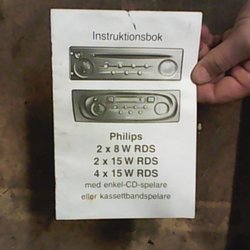 Instruktionsbok
Philips
2 x 8 W RDS
2 x 15 W RDS
4 x 15 W RDS
med enkel-CD-spelare
eller kassettbandspelare